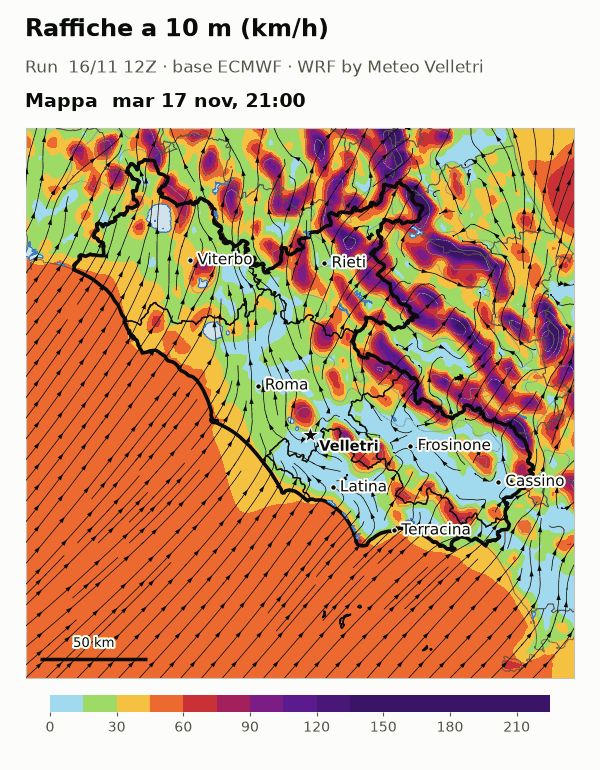 Raffiche a 10 m (km/h)
Run 16/11 12Z · base ECMWF · WRF by Meteo Velletri
Mappa mar 17 nov, 21:00
Viterbo
Rieti
Roma
Velletri
Frosinone
Latina
Cassino
Terracina
50 km
0 30 60 90 120 150 180 210